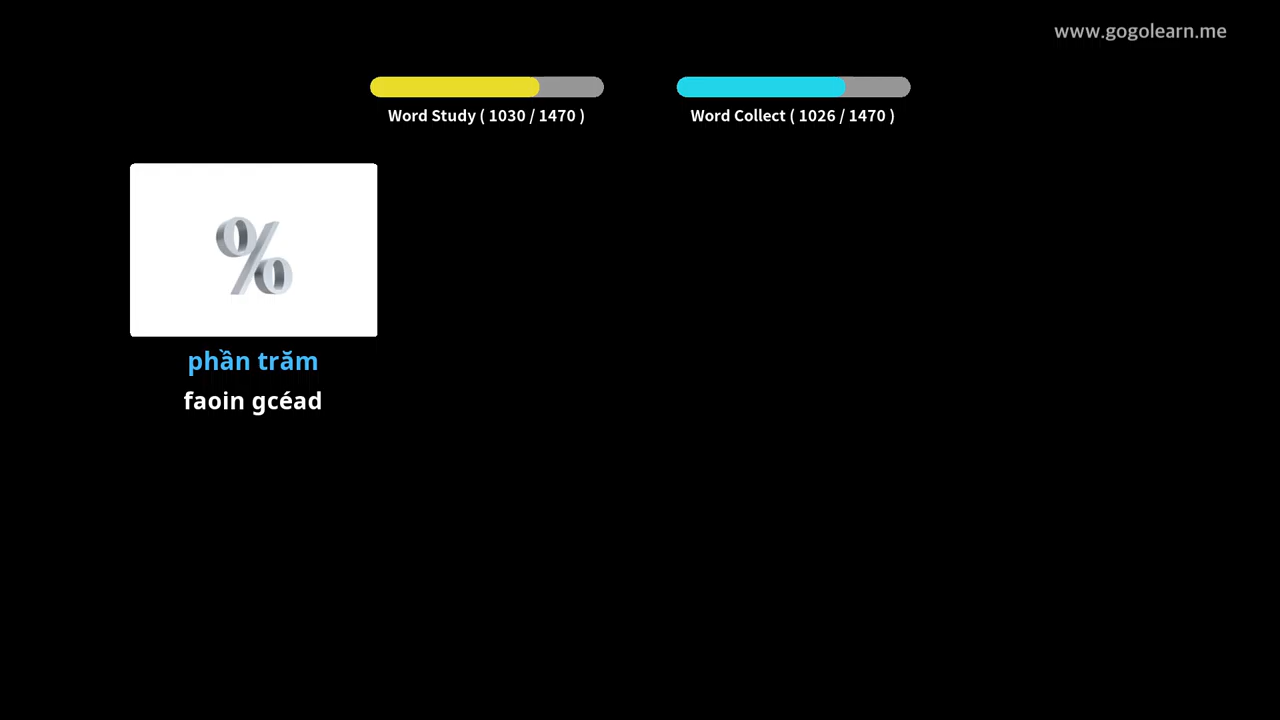 www.gogolearn.me
Word Study ( 1030 / 1470 )
Word Collect ( 1026 / 1470 )
%
phần trăm
faoin gcéad